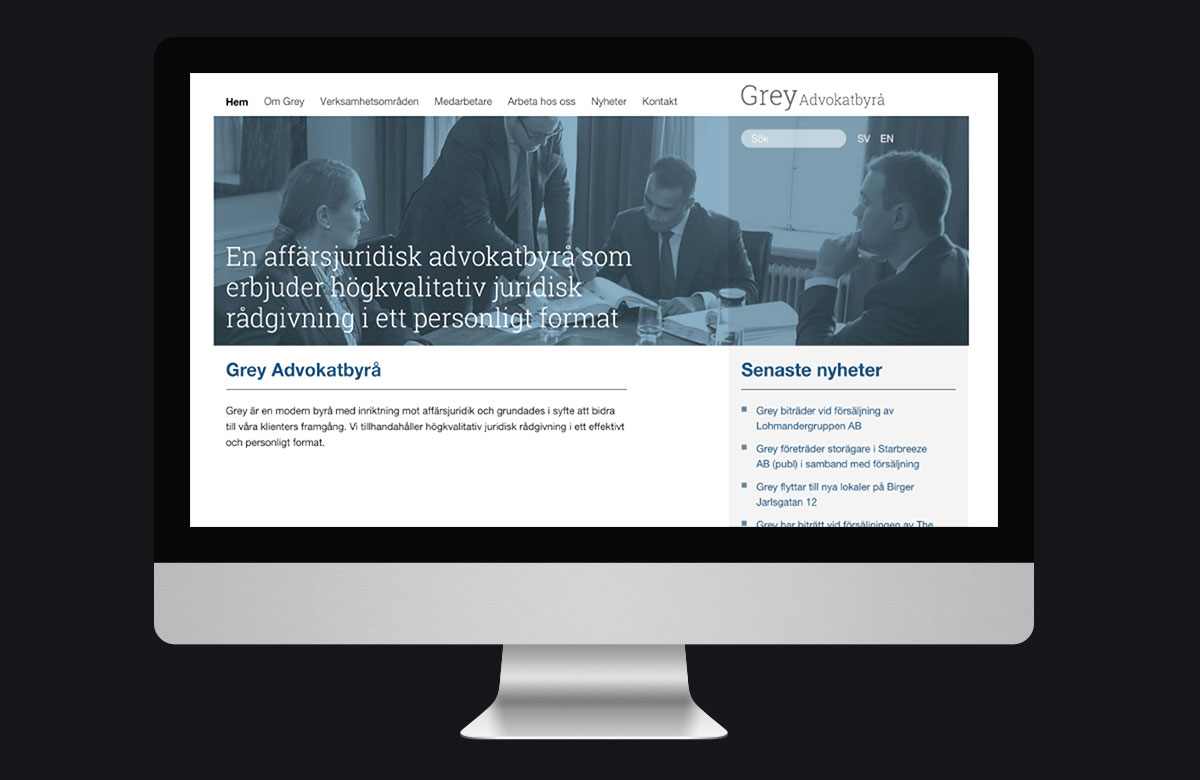 Hem Om Grey Verksamhetsområden Medarbetare Arbeta hos oss Nyheter Kontakt
Grey Advokatbyrå
Sök SV EN
En affärsjuridisk advokatbyrå som
erbjuder högkvalitativ juridisk
rådgivning i ett personligt format
Grey Advokatbyrå
Grey är en modern byrå med inriktning mot affärsjuridik och grundades i syfte att bidra
till våra klienters framgång. Vi tillhandahåller högkvalitativ juridisk rådgivning i ett effektivt
och personligt format.
Senaste nyheter
Grey biträder vid försäljning av
Lohmandergruppen AB
Grey företräder storägare i Starbreeze
AB (publ) i samband med försäljning
Grey flyttar till nya lokaler på Birger
Jarlsgatan 12
Grey har biträtt vid försäljningen av The